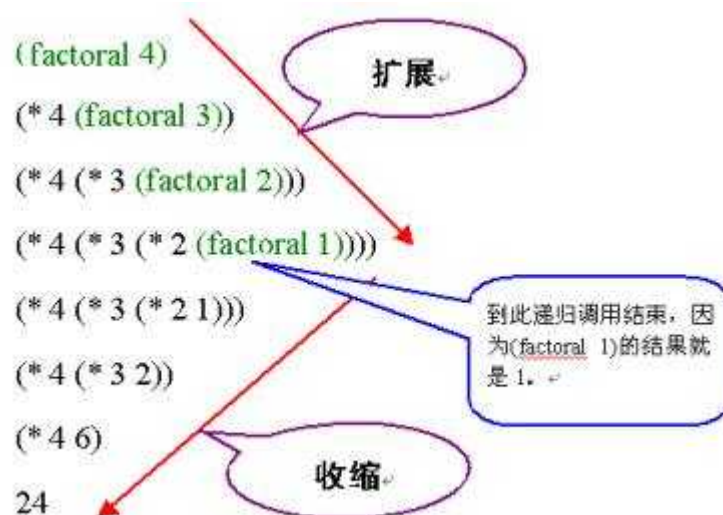 (factoral 4)
扩展
(* 4 (factoral 3))
(* 4 (* 3 (factoral 2)))
(* 4 (* 3 (* 2 (factoral 1))))
到此递归调用结束，因
为(factoral 1)的结果就
是 1。
(* 4 (* 3 (* 2 1)))
(* 4 (* 3 2))
(* 4 6)
收缩
24